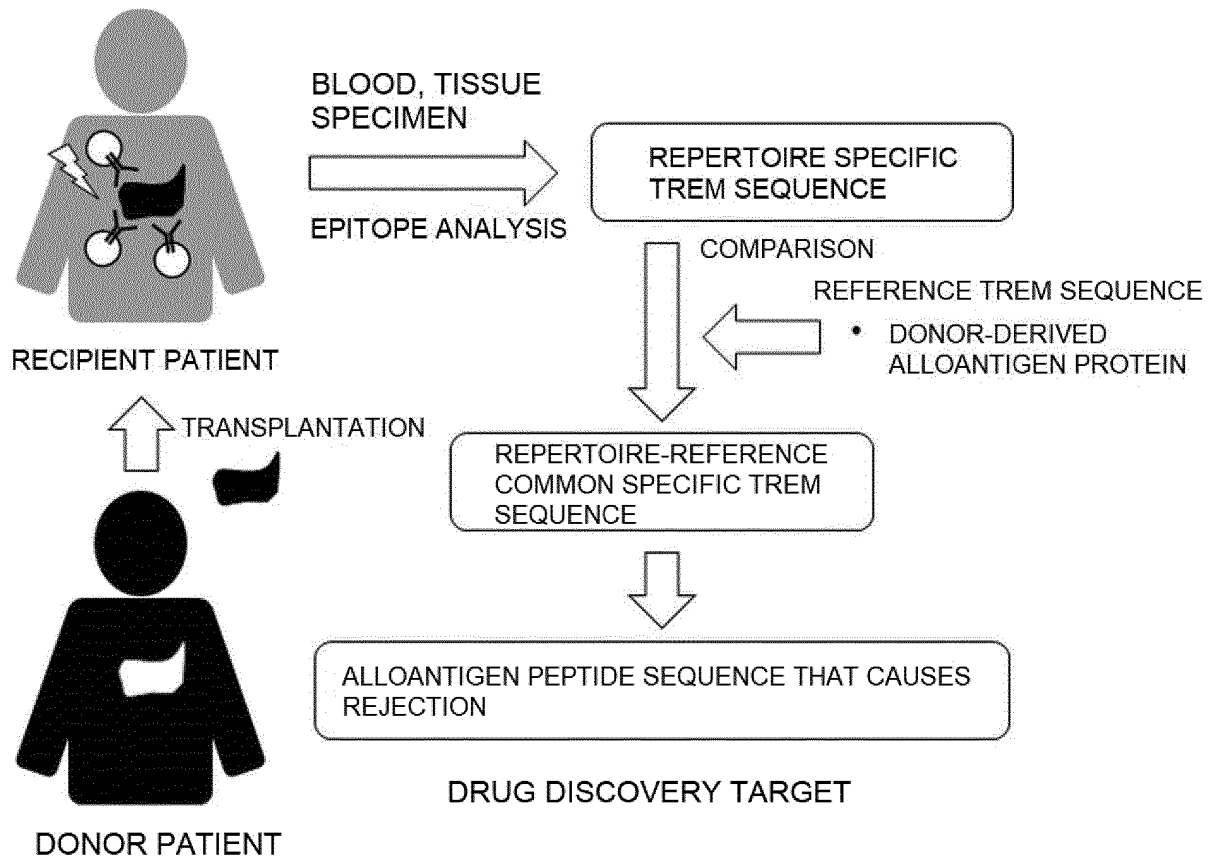 BLOOD, TISSUE
SPECIMEN
EPITOPE ANALYSIS
REPERTOIRE SPECIFIC
TREM SEQUENCE
COMPARISON
REFERENCE TREM SEQUENCE
• DONOR-DERIVED
ALLOANTIGEN PROTEIN
RECIPIENT PATIENT
TRANSPLANTATION
REPERTOIRE-REFERENCE
COMMON SPECIFIC TREM
SEQUENCE
ALLOANTIGEN PEPTIDE SEQUENCE THAT CAUSES
REJECTION
DRUG DISCOVERY TARGET
DONOR PATIENT